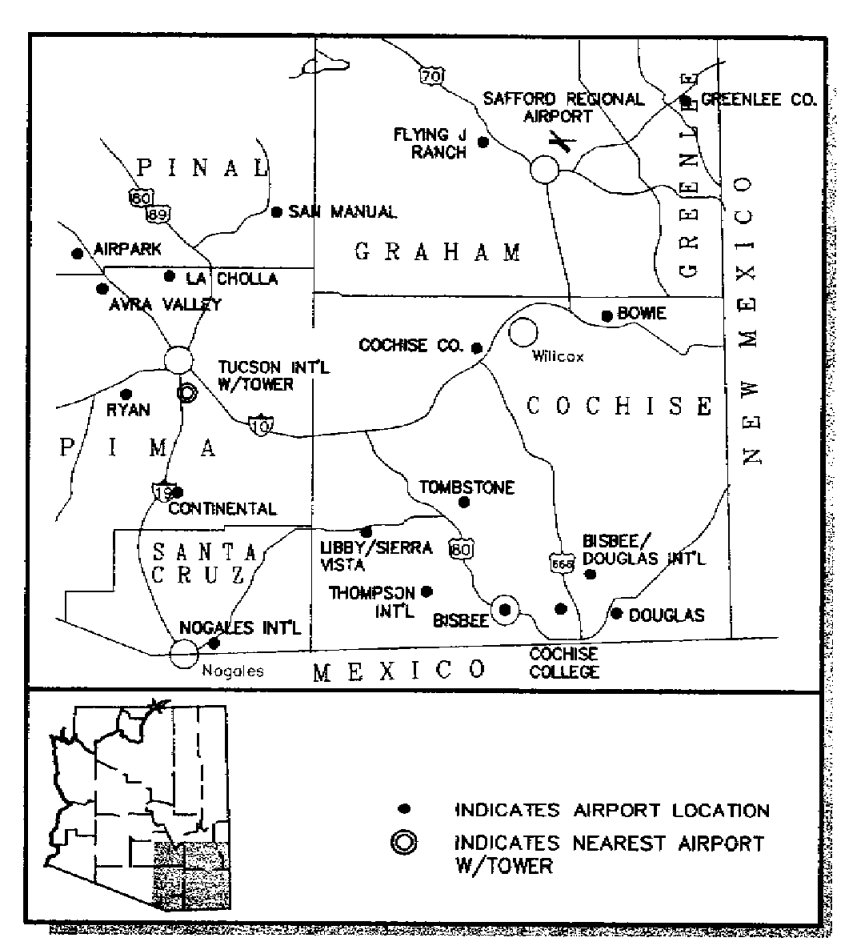 70
SAFFORD REGIONAL
AIRPORT
GREENLEE CO.
FLYING J
RANCH
GREENLEE
PINAL
80
89
SAN MANUAL
AIRPARK
GRAHAM
LA CHOLLA
AVRA VALLEY
BOWIE
COCHISE CO.
Willcox
TUCSON INT'L
W/TOWER
RYAN
COCHISE
NEW MEXICO
10
PIMA
19
CONTINENTAL
TOMBSTONE
SANTA
CRUZ
LIBBY/SIERRA
VISTA
80
666
BISBEE/
DOUGLAS INT'L
THOMPSON
INT'L
BISBEE
DOUGLAS
NOGALES INT'L
Nogales
MEXICO
COCHISE
COLLEGE
INDICATES AIRPORT LOCATION
INDICATES NEAREST AIRPORT
W/TOWER